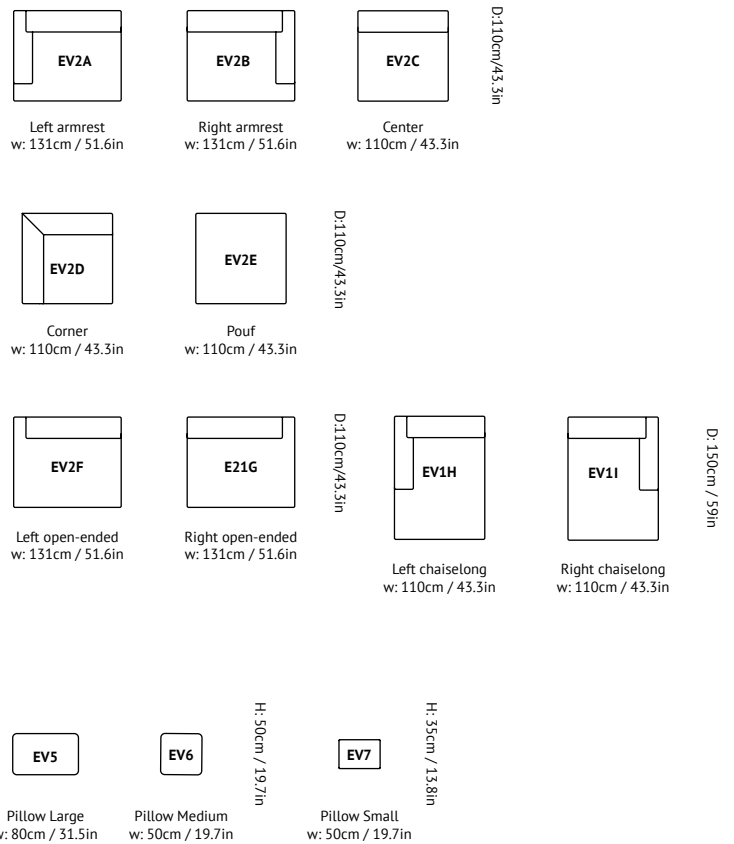 EV2A
EV2B
EV2C
D:110cm/43.3in
Left armrest
w: 131cm / 51.6in
Right armrest
w: 131cm / 51.6in
Center
w: 110cm / 43.3in
EV2D
EV2E
D:110cm/43.3in
Corner
w: 110cm / 43.3in
Pouf
w: 110cm / 43.3in
EV2F
E21G
D:110cm/43.3in
EV1H
EV1I
D: 150cm / 59in
Left open-ended
w: 131cm / 51.6in
Right open-ended
w: 131cm / 51.6in
Left chaiselong
w: 110cm / 43.3in
Right chaiselong
w: 110cm / 43.3in
EV5
EV6
H: 50cm / 19.7in
EV7
H: 35cm / 13.8in
Pillow Large
w: 80cm / 31.5in
Pillow Medium
w: 50cm / 19.7in
Pillow Small
w: 50cm / 19.7in